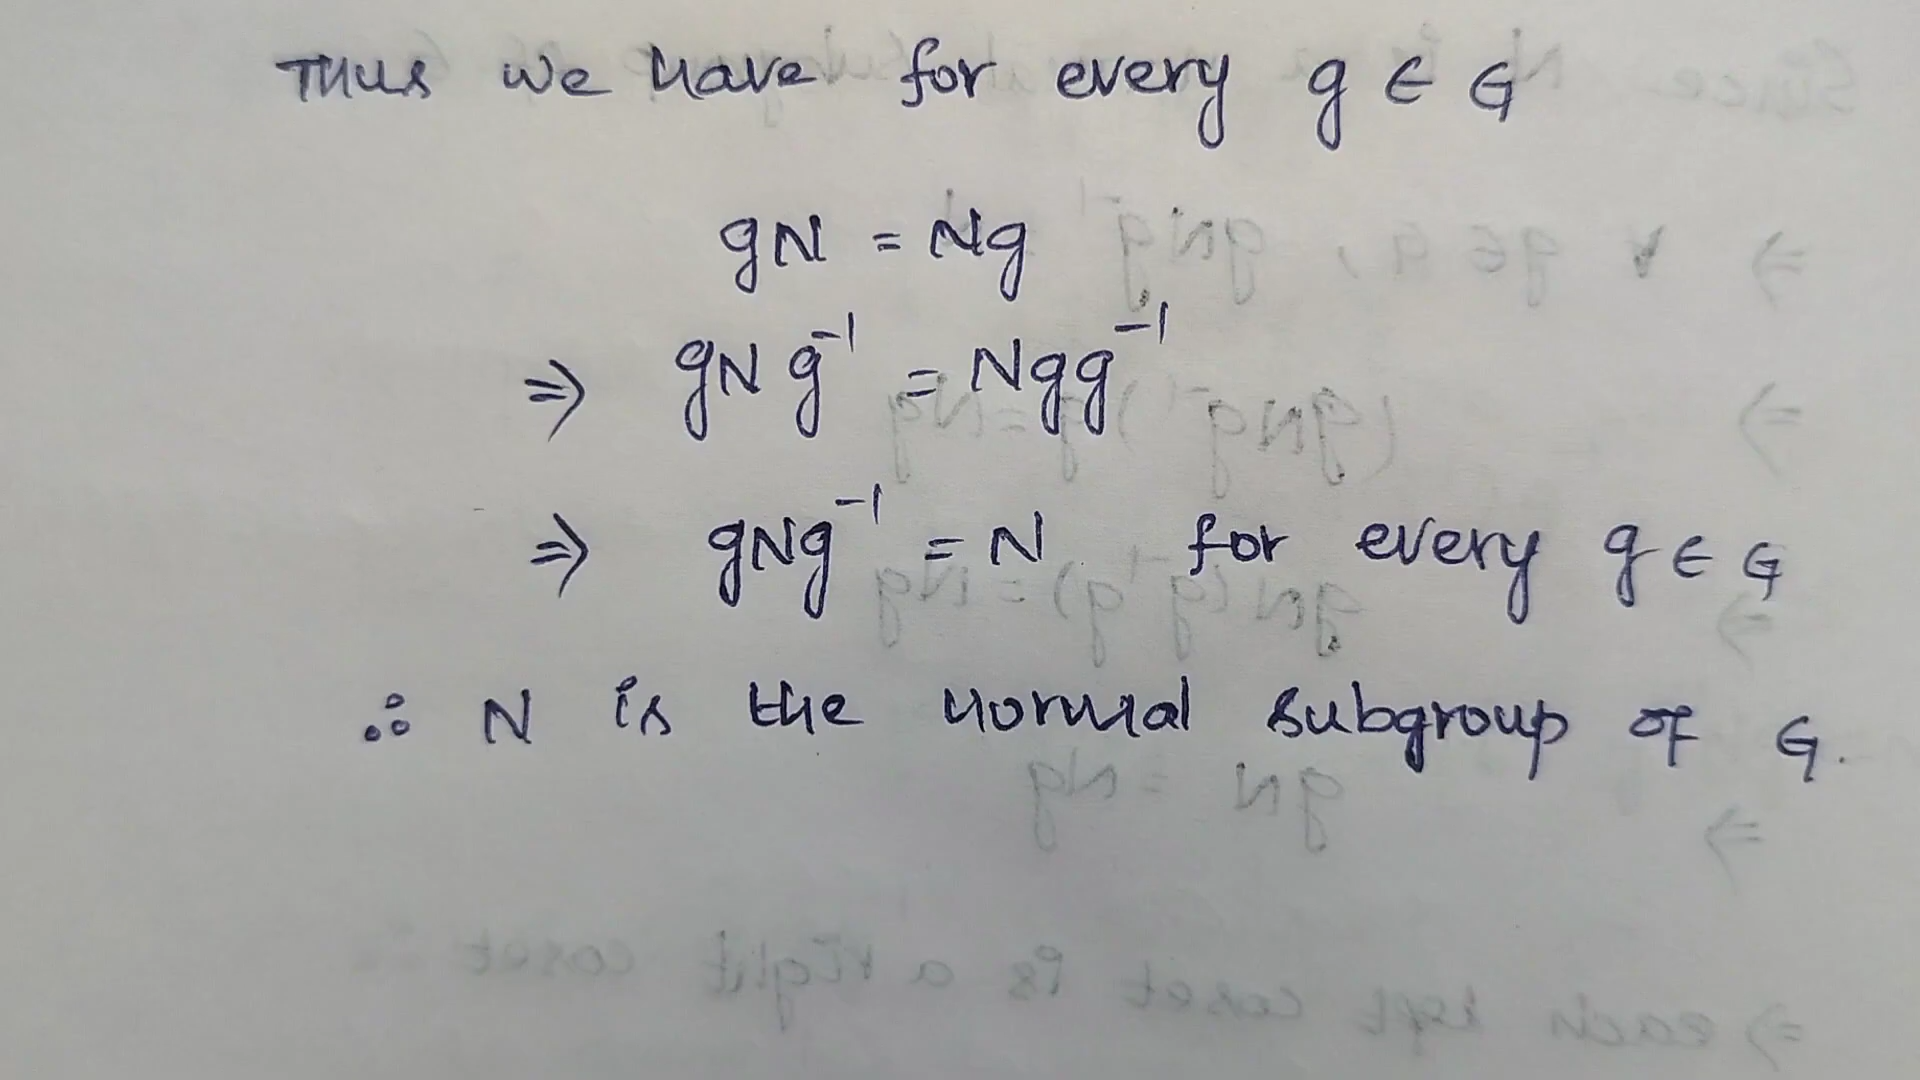 Thus we have for every g ∈ G
gN = Ng
⇒ gNg⁻¹ = Ngg⁻¹
⇒ gNg⁻¹ = N for every g ∈ G
∴ N is the normal subgroup of G.